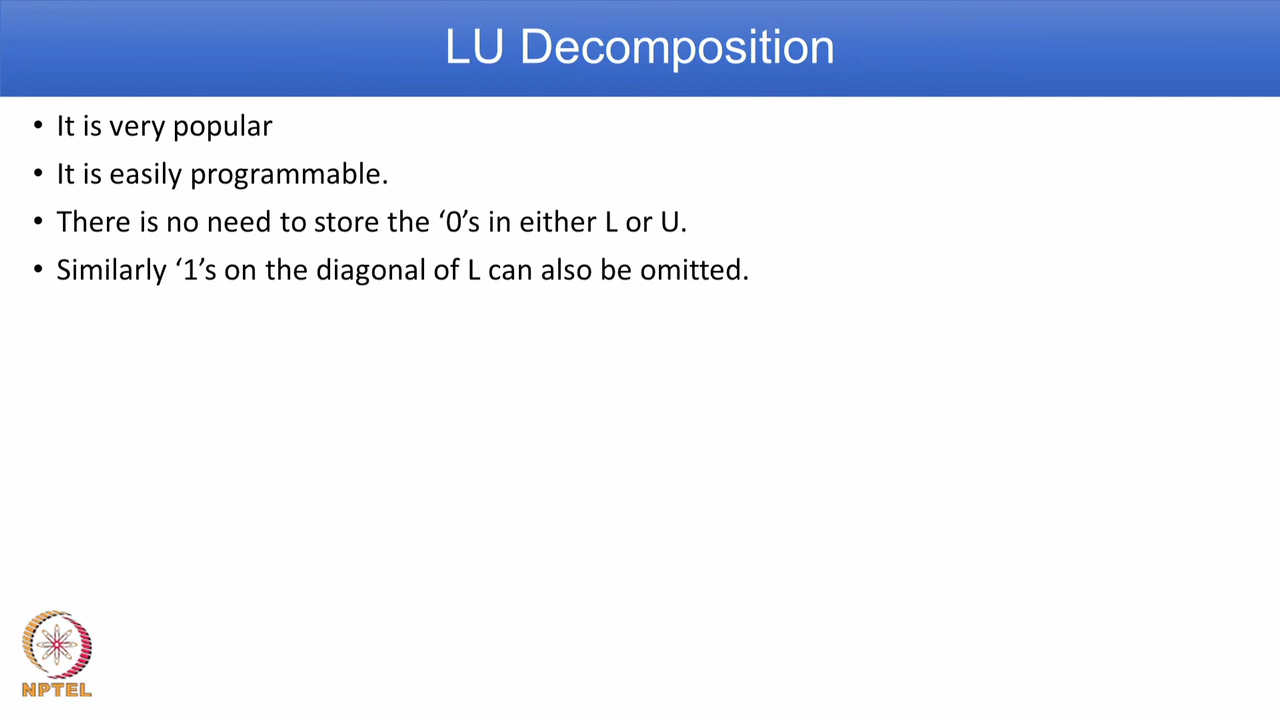 LU Decomposition
• It is very popular
• It is easily programmable.
• There is no need to store the ‘0’s in either L or U.
• Similarly ‘1’s on the diagonal of L can also be omitted.
NPTEL